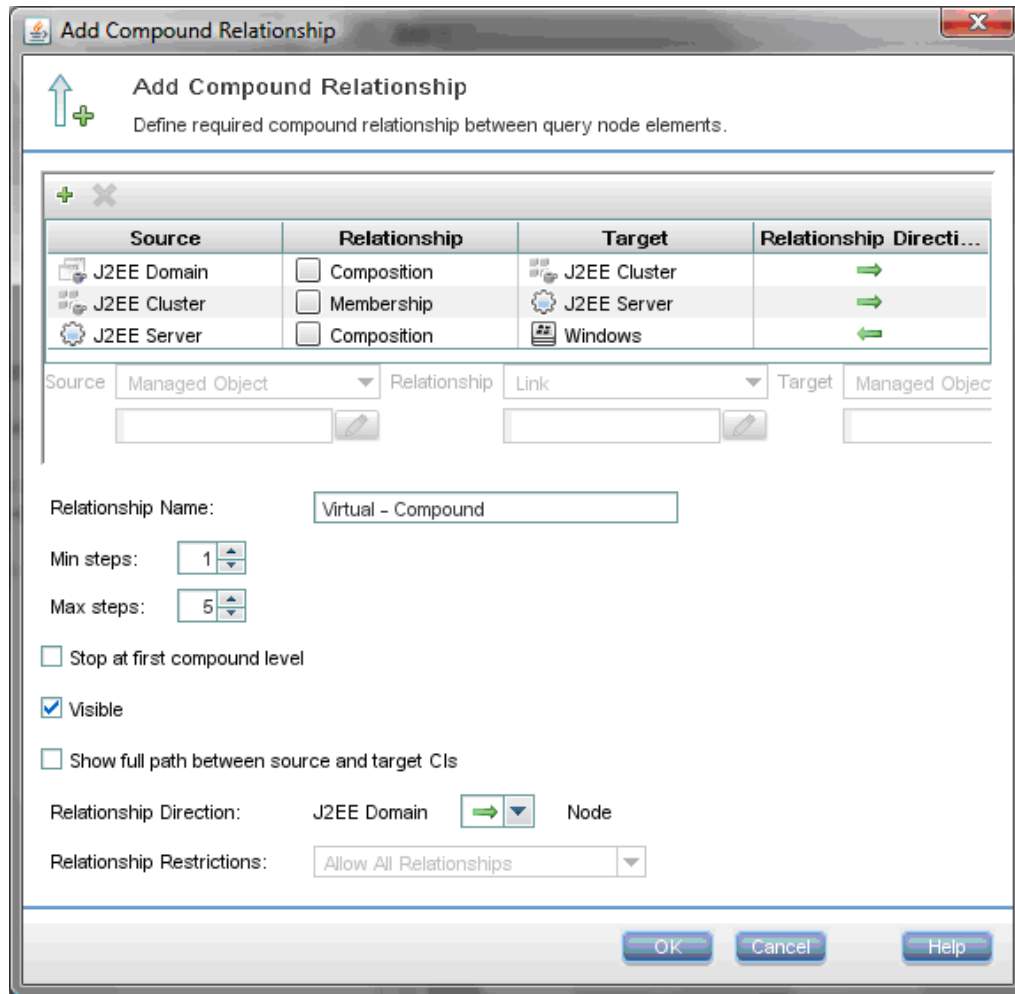 Add Compound Relationship
Add Compound Relationship
Define required compound relationship between query node elements.
Source Relationship Target Relationship Directi...
J2EE Domain Composition J2EE Cluster
J2EE Cluster Membership J2EE Server
J2EE Server Composition Windows
Source Managed Object Relationship Link Target Managed Objec
Relationship Name: Virtual - Compound
Min steps: 1
Max steps: 5
Stop at first compound level
Visible
Show full path between source and target CIs
Relationship Direction: J2EE Domain Node
Relationship Restrictions: Allow All Relationships
OK Cancel Help